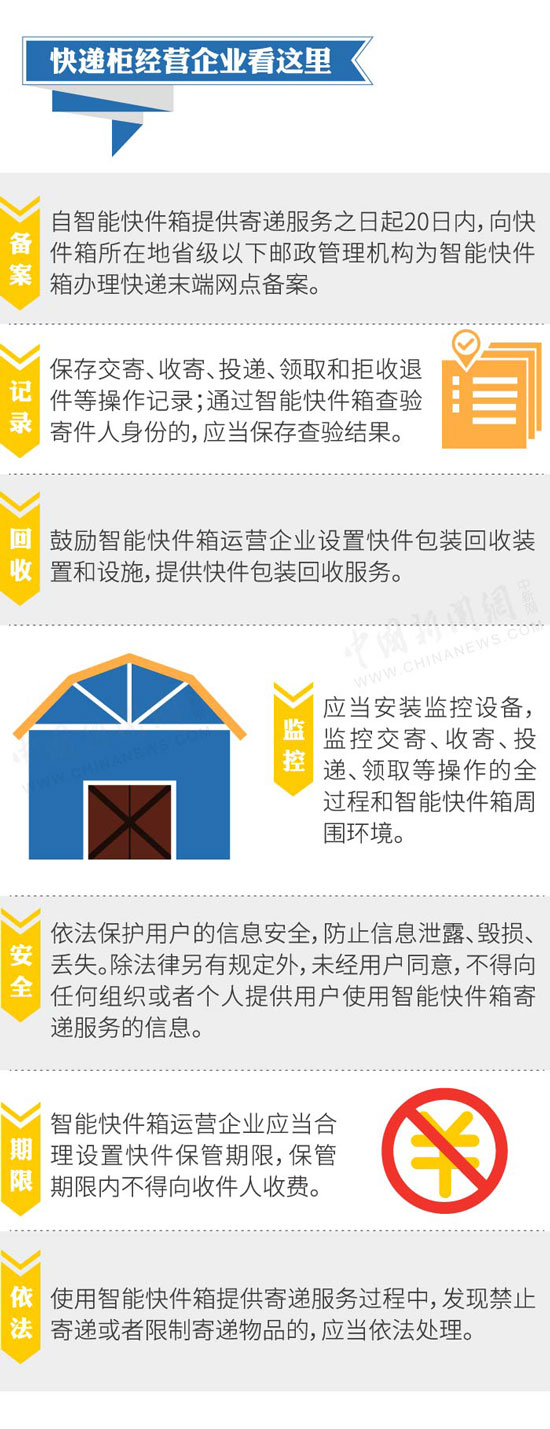 快递柜经营企业看这里
备案
自智能快件箱提供寄递服务之日起20日内，向快
件箱所在地省级以下邮政管理机构为智能快件
箱办理快递末端网点备案。
记录
保存交寄、收寄、投递、领取和拒收退
件等操作记录；通过智能快件箱查验
寄件人身份的，应当保存查验结果。
回收
鼓励智能快件箱运营企业设置快件包装回收装
置和设施，提供快件包装回收服务。
中国新闻網
中新网
WWW.CHINANEWS.COM
监控
应当安装监控设备，
监控交寄、收寄、投
递、领取等操作的全
过程和智能快件箱周
围环境。
WWW.CHINANEWS.COM
安全
依法保护用户的信息安全，防止信息泄露、毁损、
丢失。除法律另有规定外，未经用户同意，不得向
任何组织或者个人提供用户使用智能快件箱寄
递服务的信息。
期限
智能快件箱运营企业应当合
理设置快件保管期限，保管
期限内不得向收件人收费。
依法
使用智能快件箱提供寄递服务过程中，发现禁止
寄递或者限制寄递物品的，应当依法处理。